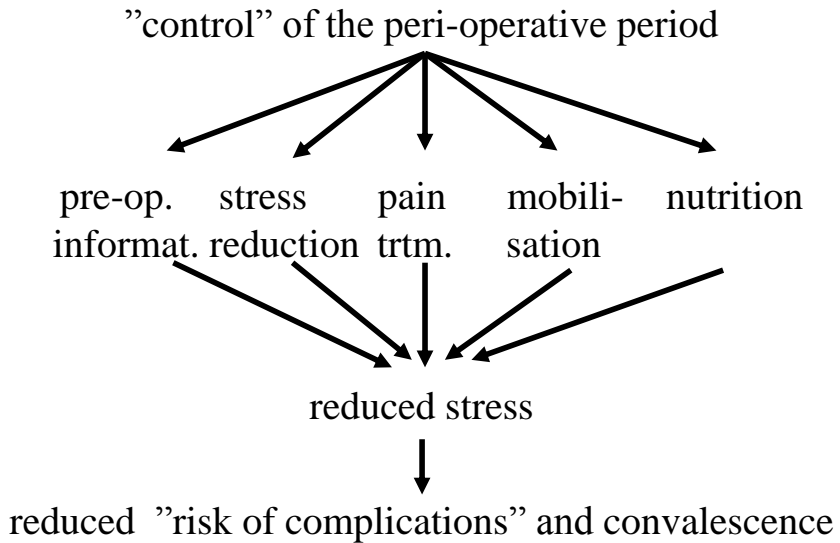 ”control” of the peri-operative period
pre-op. stress pain mobili- nutrition
informat. reduction trtm. sation
reduced stress
reduced ”risk of complications” and convalescence